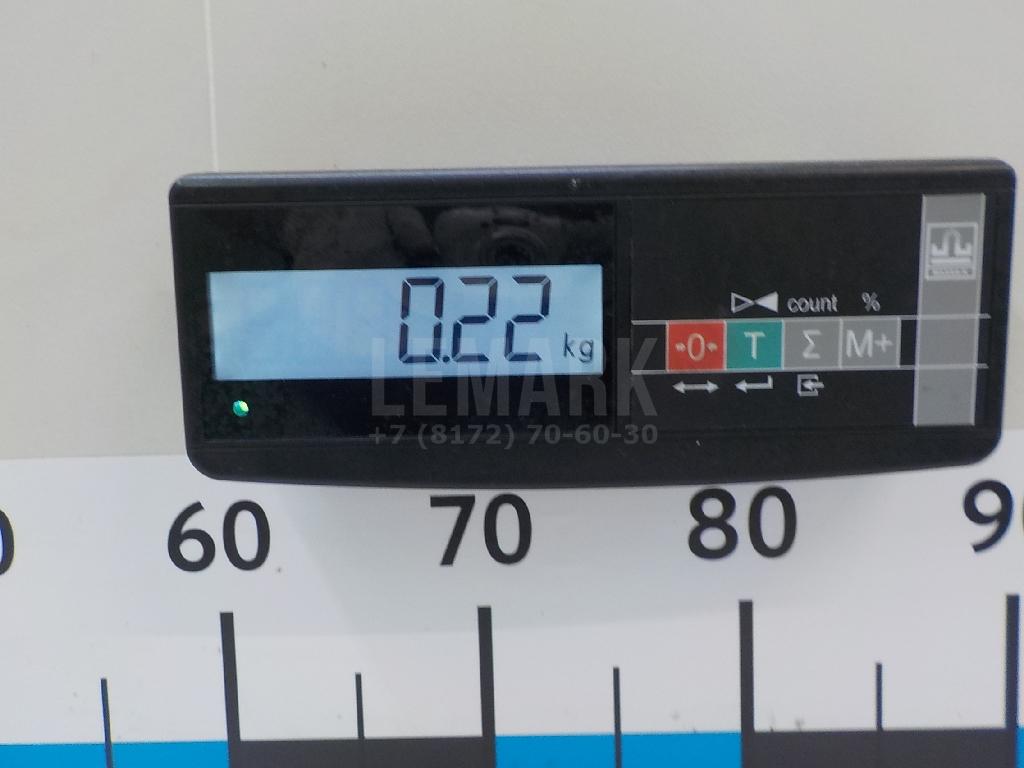 0.22 kg
count %
→0← T Σ M+
LEMARK
+7 (8172) 70-60-30
60 70 80